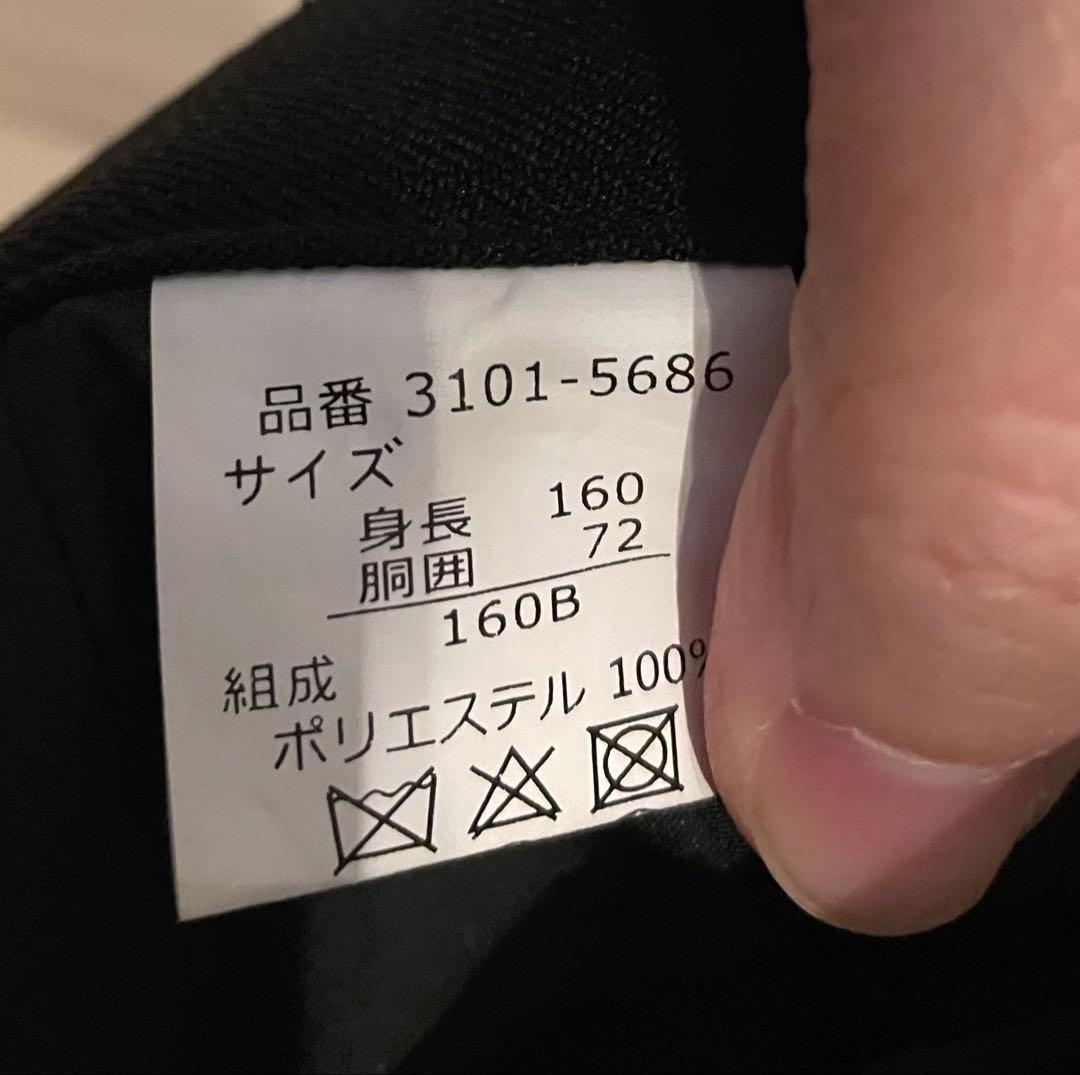 品番 3101-5686
サイズ
身長 160
胴囲 72
160B
組成
ポリエステル 100%